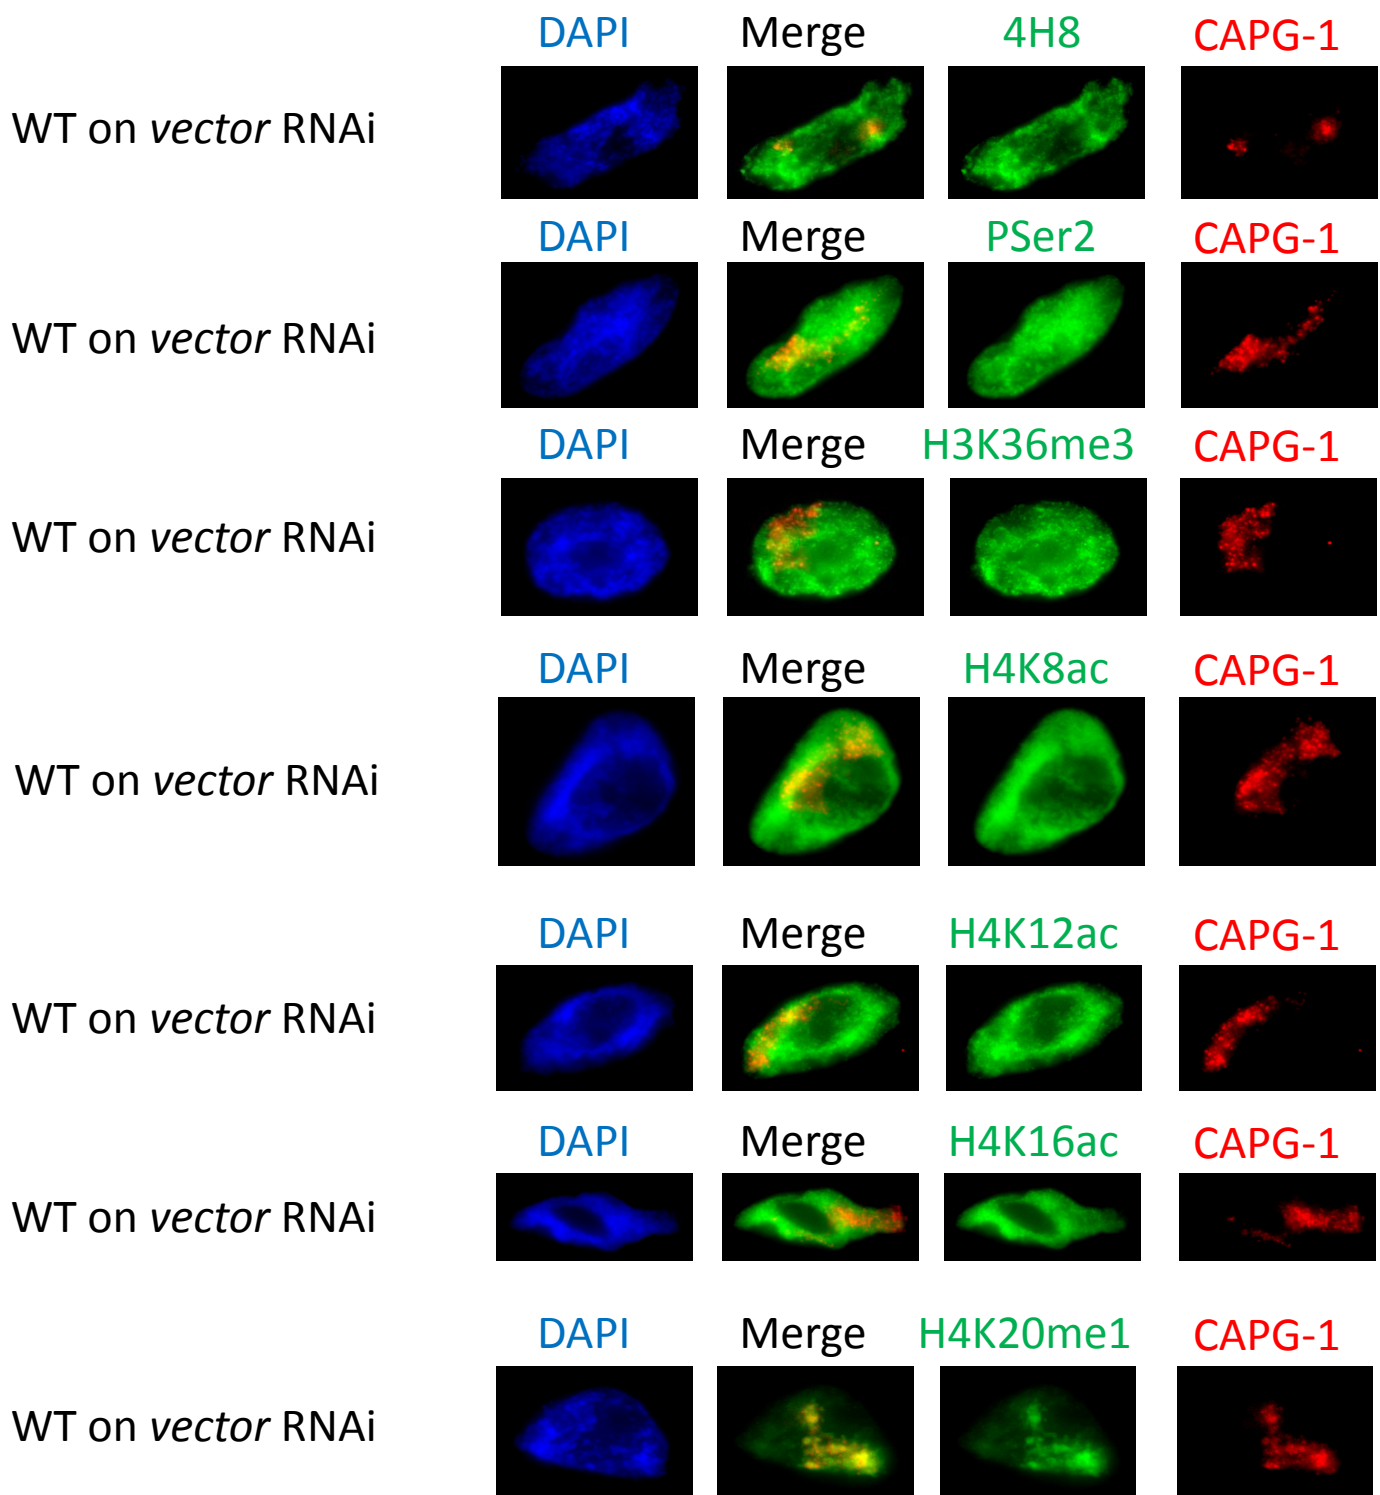 DAPI Merge 4H8 CAPG-1
WT on vector RNAi
DAPI Merge PSer2 CAPG-1
WT on vector RNAi
DAPI Merge H3K36me3 CAPG-1
WT on vector RNAi
DAPI Merge H4K8ac CAPG-1
WT on vector RNAi
DAPI Merge H4K12ac CAPG-1
WT on vector RNAi
DAPI Merge H4K16ac CAPG-1
WT on vector RNAi
DAPI Merge H4K20me1 CAPG-1
WT on vector RNAi